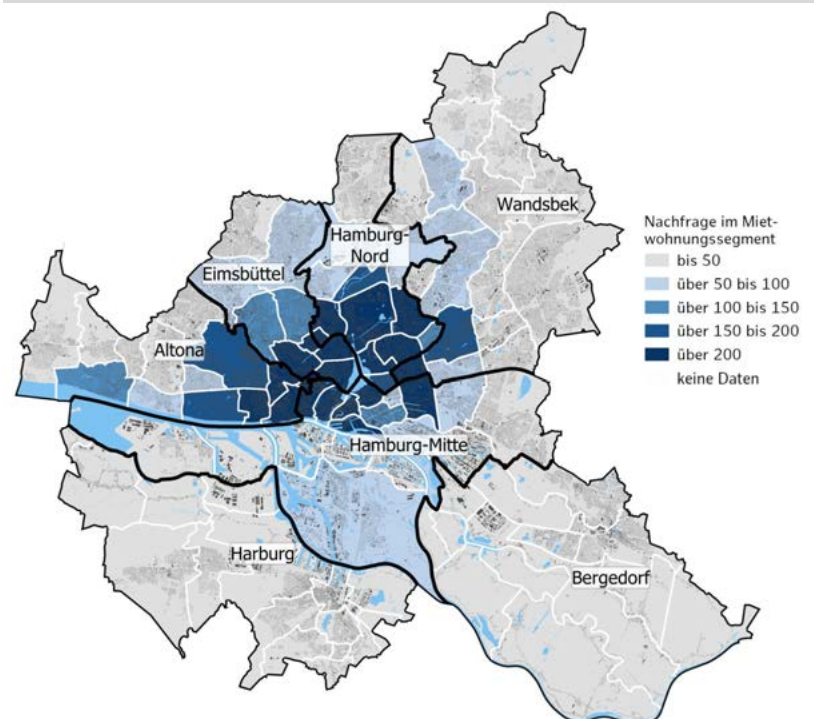 Wandsbek
Hamburg-
Nord
Eimsbüttel
Altona
Hamburg-Mitte
Harburg
Bergedorf
Nachfrage im Miet-
wohnungssegment
bis 50
über 50 bis 100
über 100 bis 150
über 150 bis 200
über 200
keine Daten